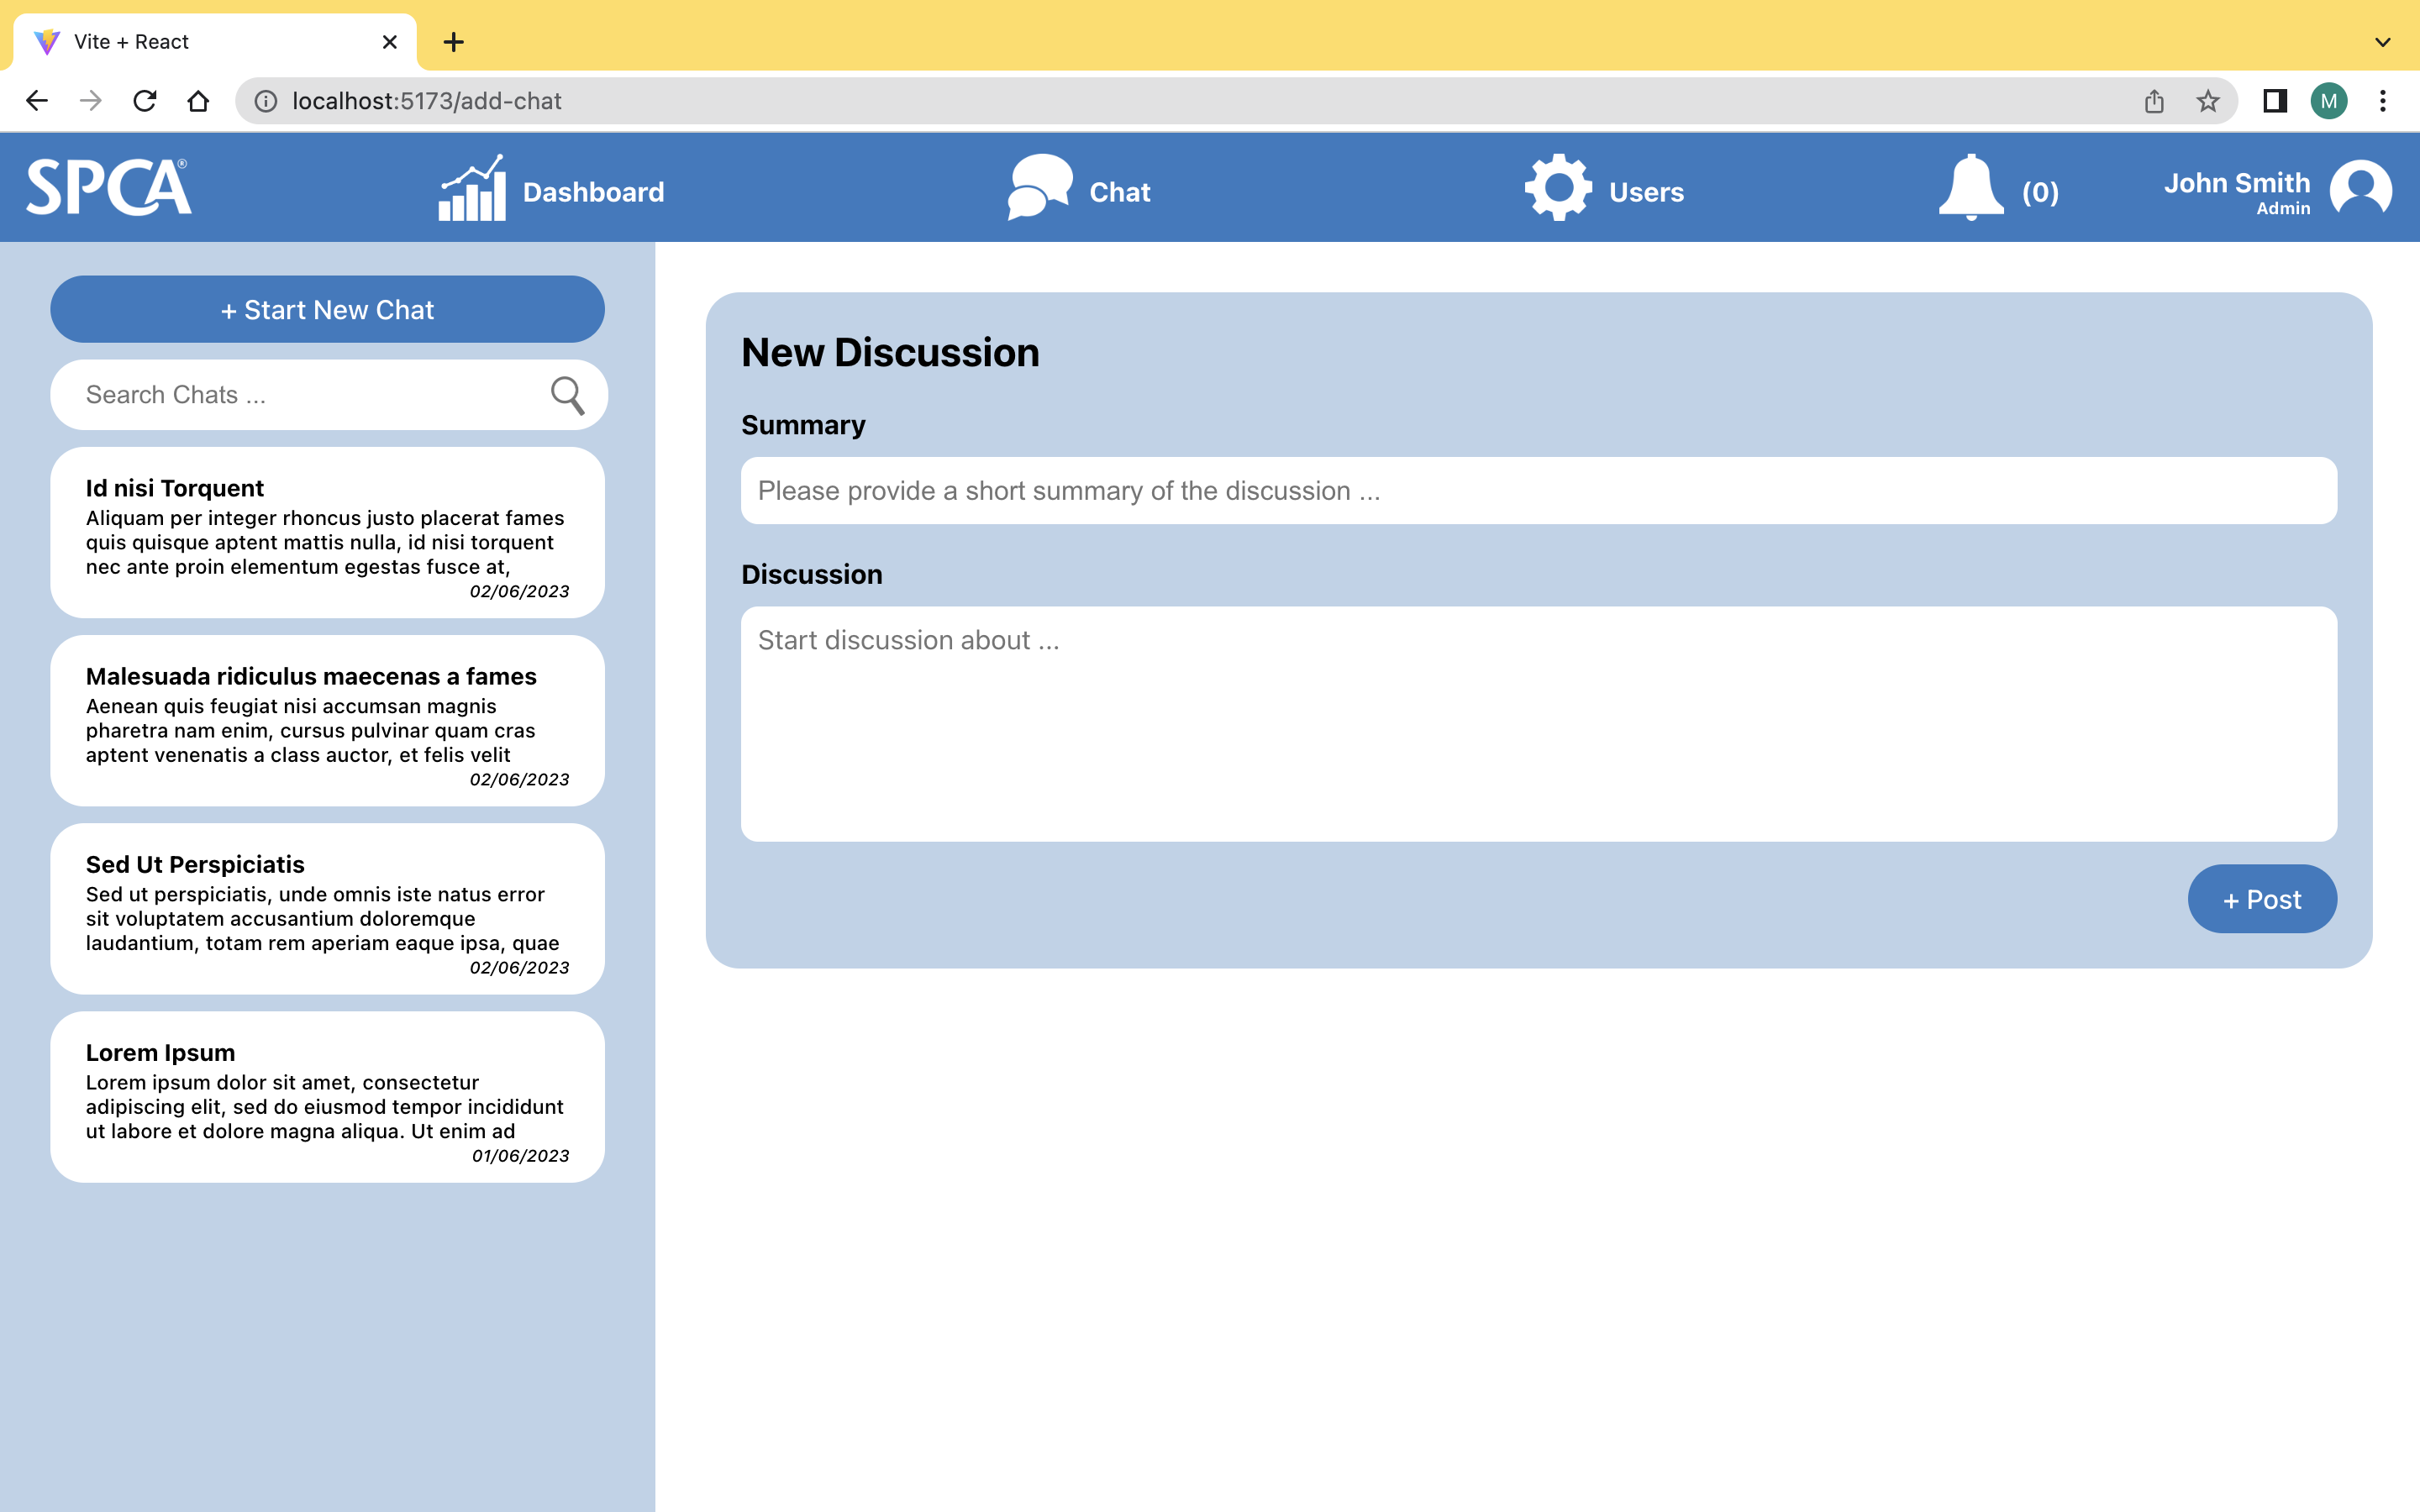 Vite + React
localhost:5173/add-chat
M
SPCA®
Dashboard
Chat
Users
(0)
John Smith
Admin
+ Start New Chat
Search Chats ...
Id nisi Torquent
Aliquam per integer rhoncus justo placerat fames
quis quisque aptent mattis nulla, id nisi torquent
nec ante proin elementum egestas fusce at,
02/06/2023
Malesuada ridiculus maecenas a fames
Aenean quis feugiat nisi accumsan magnis
pharetra nam enim, cursus pulvinar quam cras
aptent venenatis a class auctor, et felis velit
02/06/2023
Sed Ut Perspiciatis
Sed ut perspiciatis, unde omnis iste natus error
sit voluptatem accusantium doloremque
laudantium, totam rem aperiam eaque ipsa, quae
02/06/2023
Lorem Ipsum
Lorem ipsum dolor sit amet, consectetur
adipiscing elit, sed do eiusmod tempor incididunt
ut labore et dolore magna aliqua. Ut enim ad
01/06/2023
New Discussion
Summary
Please provide a short summary of the discussion ...
Discussion
Start discussion about ...
+ Post